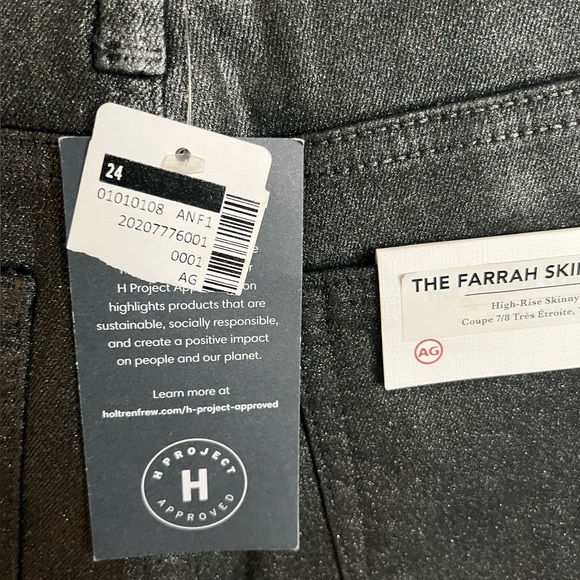 24
01010108 ANF1
20207776001
0001
AG
H Project
on
highlights products that are
sustainable, socially responsible,
and create a positive impact
on people and our planet.
Learn more at
holtrenfrew.com/h-project-approved
H PROJECT
H
APPROVED
THE FARRAH SKIN
High-Rise Skinny
Coupe 7/8 Très Étroite,
AG